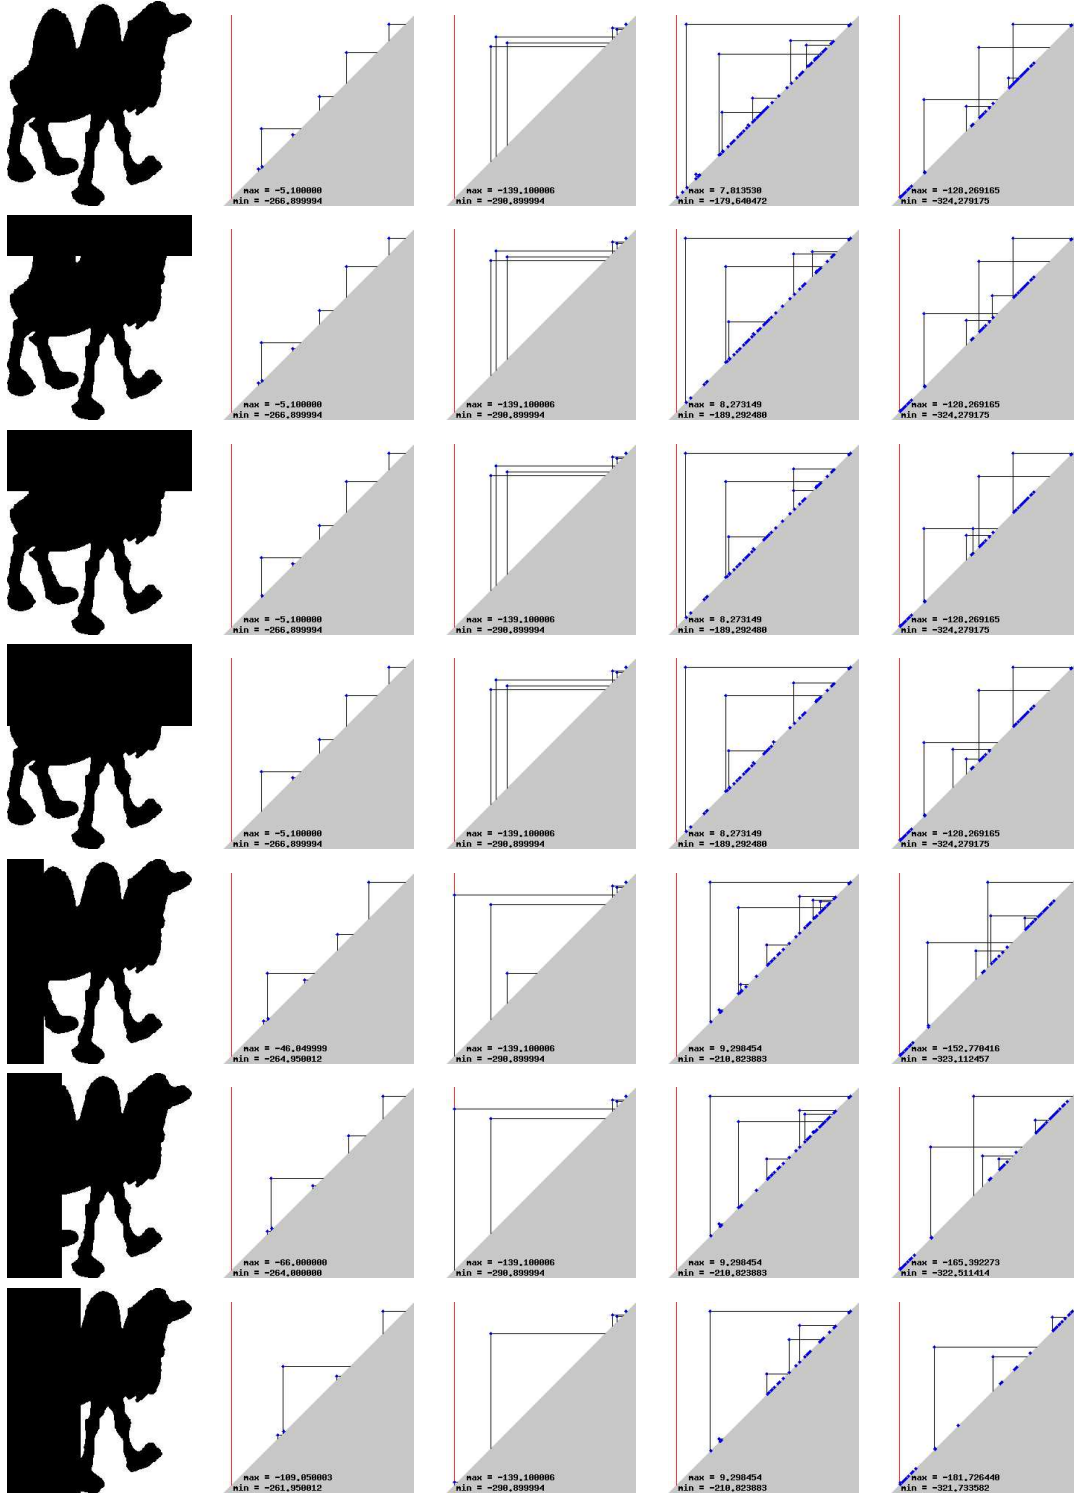 max = -5.100000
min = -266.899994
max = -139.100006
min = -290.899994
max = 7.813530
min = -179.640472
max = -128.269165
min = -324.279175
max = -5.100000
min = -266.899994
max = -139.100006
min = -290.899994
max = 8.273149
min = -189.292480
max = -128.269165
min = -324.279175
max = -5.100000
min = -266.899994
max = -139.100006
min = -290.899994
max = 8.273149
min = -189.292480
max = -128.269165
min = -324.279175
max = -5.100000
min = -266.899994
max = -139.100006
min = -290.899994
max = 8.273149
min = -189.292480
max = -128.269165
min = -324.279175
max = -46.049999
min = -264.950012
max = -139.100006
min = -290.899994
max = 9.298454
min = -210.823883
max = -152.770416
min = -323.112457
max = -66.000000
min = -264.000000
max = -139.100006
min = -290.899994
max = 9.298454
min = -210.823883
max = -165.392273
min = -322.511414
max = -109.050003
min = -261.950012
max = -139.100006
min = -290.899994
max = 9.298454
min = -210.823883
max = -181.726440
min = -321.733582